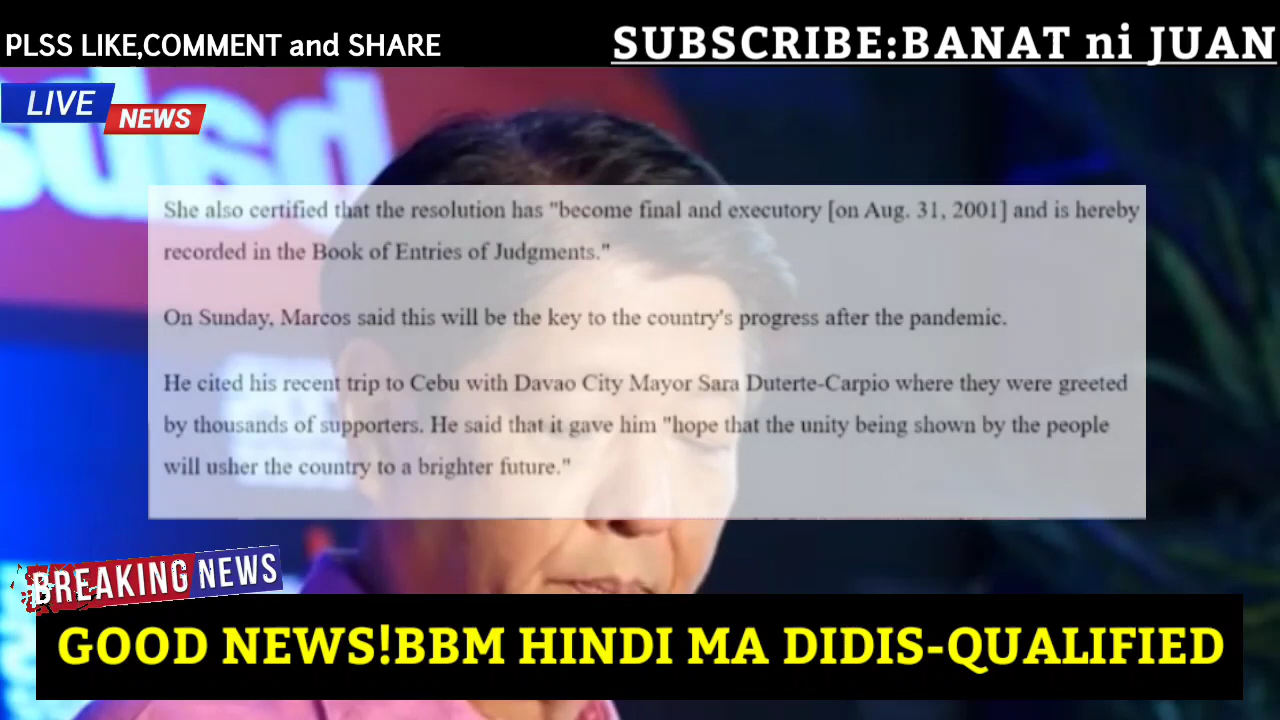 PLSS LIKE,COMMENT and SHARE
SUBSCRIBE:BANAT ni JUAN
LIVE
NEWS
She also certified that the resolution has "become final and executory [on Aug. 31, 2001] and is hereby
recorded in the Book of Entries of Judgments."
On Sunday, Marcos said this will be the key to the country's progress after the pandemic.
He cited his recent trip to Cebu with Davao City Mayor Sara Duterte-Carpio where they were greeted
by thousands of supporters. He said that it gave him "hope that the unity being shown by the people
will usher the country to a brighter future."
BREAKING NEWS
GOOD NEWS!BBM HINDI MA DIDIS-QUALIFIED